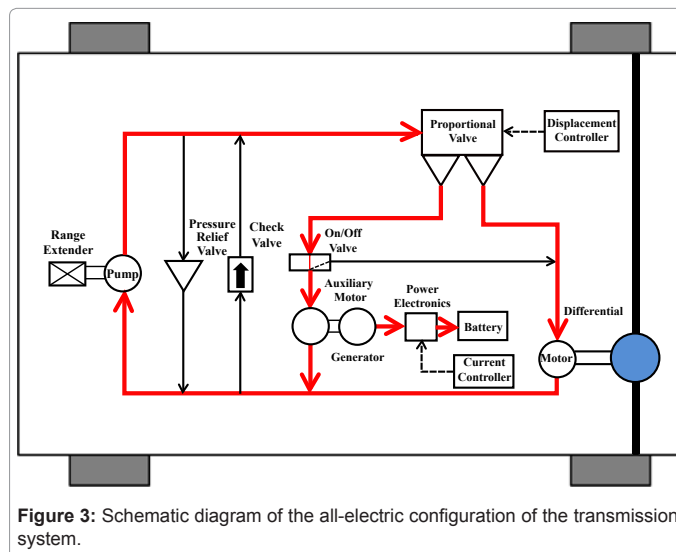 Proportional
Valve
Displacement
Controller
Range
Extender
Pump
Pressure
Relief
Valve
Check
Valve
On/Off
Valve
Auxiliary
Motor
Power
Electronics
Battery
Generator
Current
Controller
Differential
Motor
Figure 3: Schematic diagram of the all-electric configuration of the transmission
system.